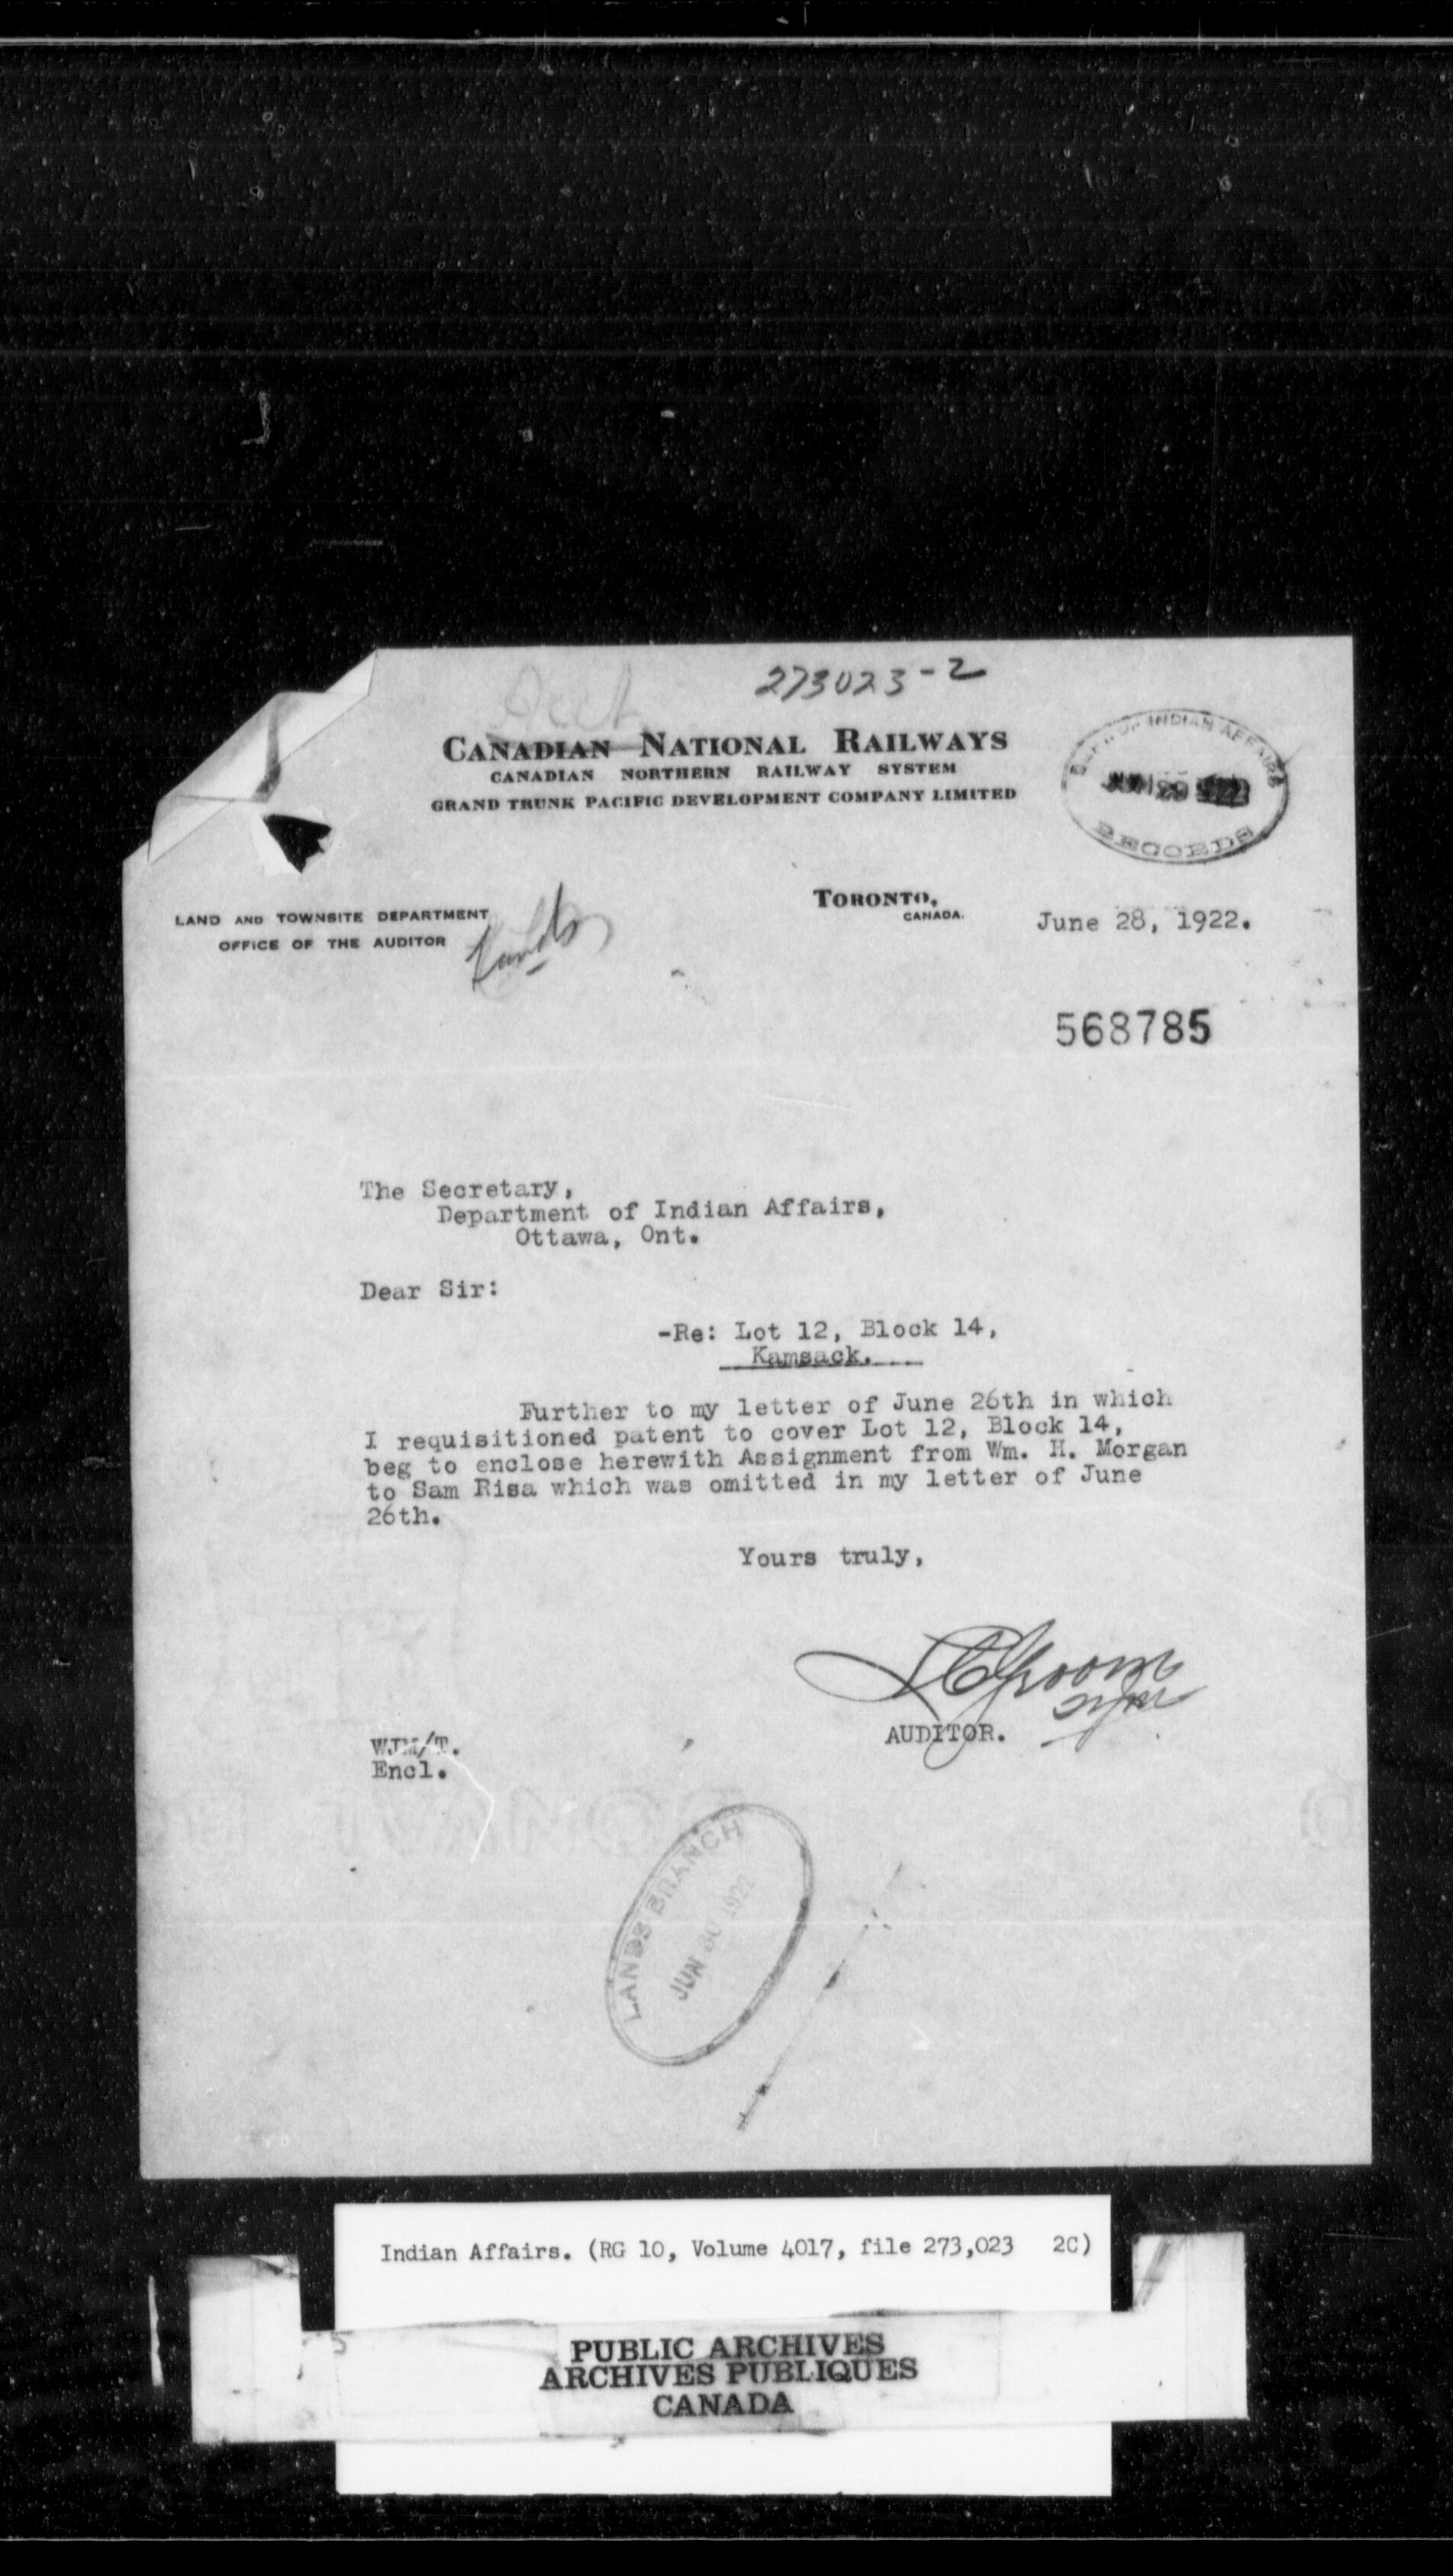 273023-2
CANADIAN NATIONAL RAILWAYS
CANADIAN NORTHERN RAILWAY SYSTEM
GRAND TRUNK PACIFIC DEVELOPMENT COMPANY LIMITED
DEPT OF INDIAN AFFAIRS
JUN 29 1922
RECORDS
LAND AND TOWNSITE DEPARTMENT
OFFICE OF THE AUDITOR
Lands
TORONTO,
CANADA.
June 28, 1922.
568785
The Secretary,
Department of Indian Affairs,
Ottawa, Ont.
Dear Sir:
-Re: Lot 12, Block 14,
Kamsack.
Further to my letter of June 26th in which
I requisitioned patent to cover Lot 12, Block 14,
beg to enclose herewith Assignment from Wm. H. Morgan
to Sam Risa which was omitted in my letter of June
26th.
Yours truly,
AUDITOR.
WJM/T.
Encl.
LANDS BRANCH
JUN 30 1922
Indian Affairs. (RG 10, Volume 4017, file 273,023 2C)
PUBLIC ARCHIVES
ARCHIVES PUBLIQUES
CANADA